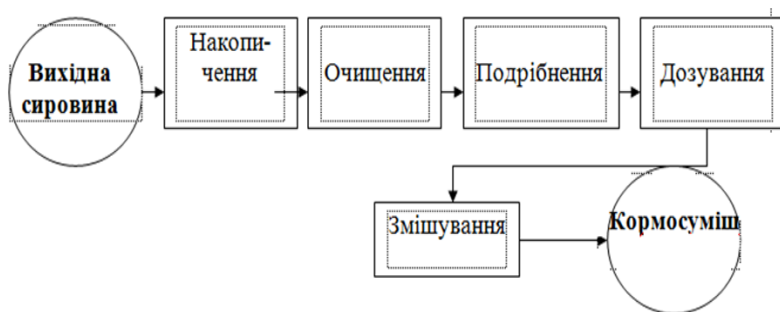 Вихідна
сировина
Накопи-
чення
Очищення
Подрібнення
Дозування
Змішування
Кормосуміш